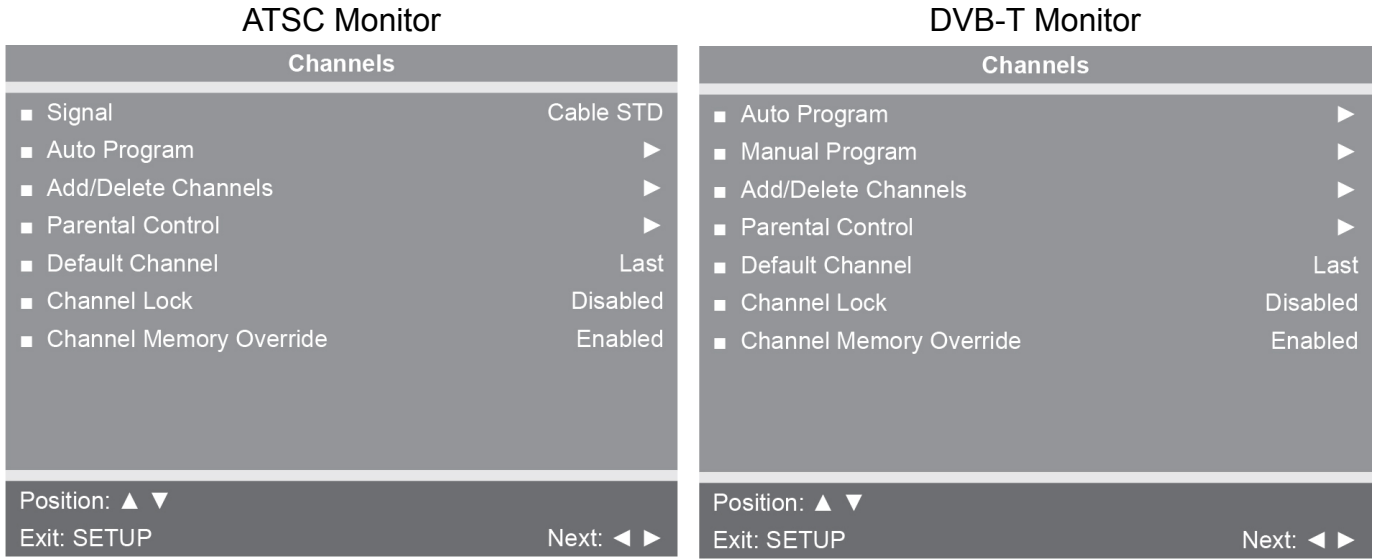 ATSC Monitor
Channels
■ Signal Cable STD
■ Auto Program ►
■ Add/Delete Channels ►
■ Parental Control ►
■ Default Channel Last
■ Channel Lock Disabled
■ Channel Memory Override Enabled
Position: ▲ ▼
Exit: SETUP Next: ◄ ►
DVB-T Monitor
Channels
■ Auto Program ►
■ Manual Program ►
■ Add/Delete Channels ►
■ Parental Control ►
■ Default Channel Last
■ Channel Lock Disabled
■ Channel Memory Override Enabled
Position: ▲ ▼
Exit: SETUP Next: ◄ ►